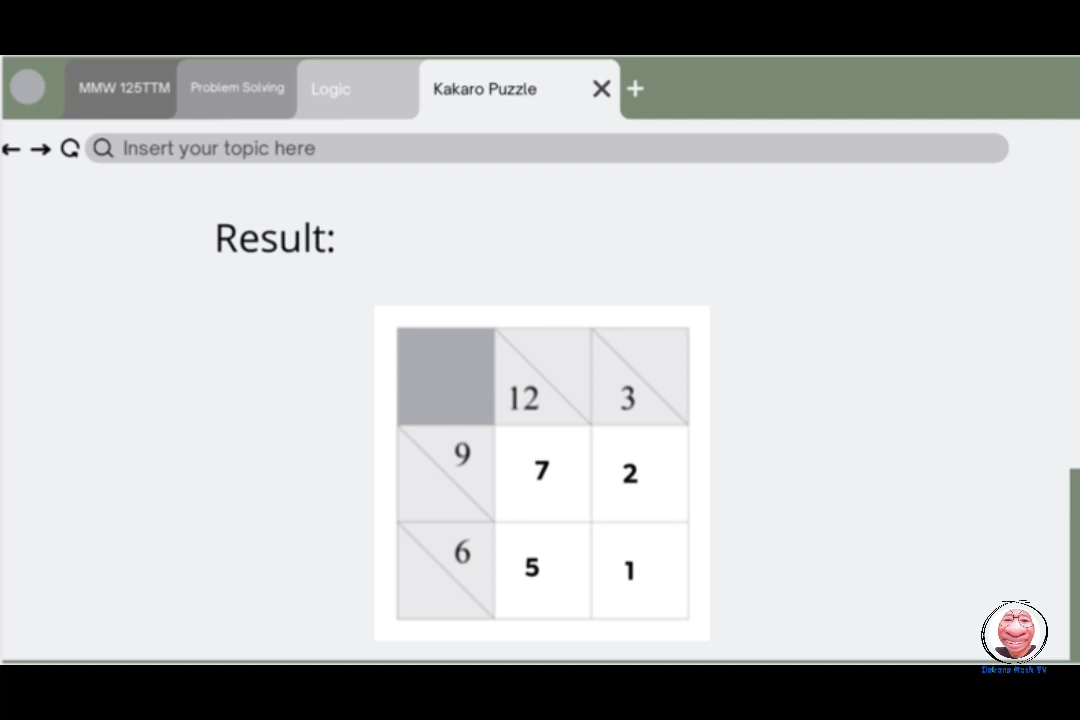 MMW 125TTM Problem Solving Logic Kakaro Puzzle
Insert your topic here
Result:
12 3
9 7 2
6 5 1